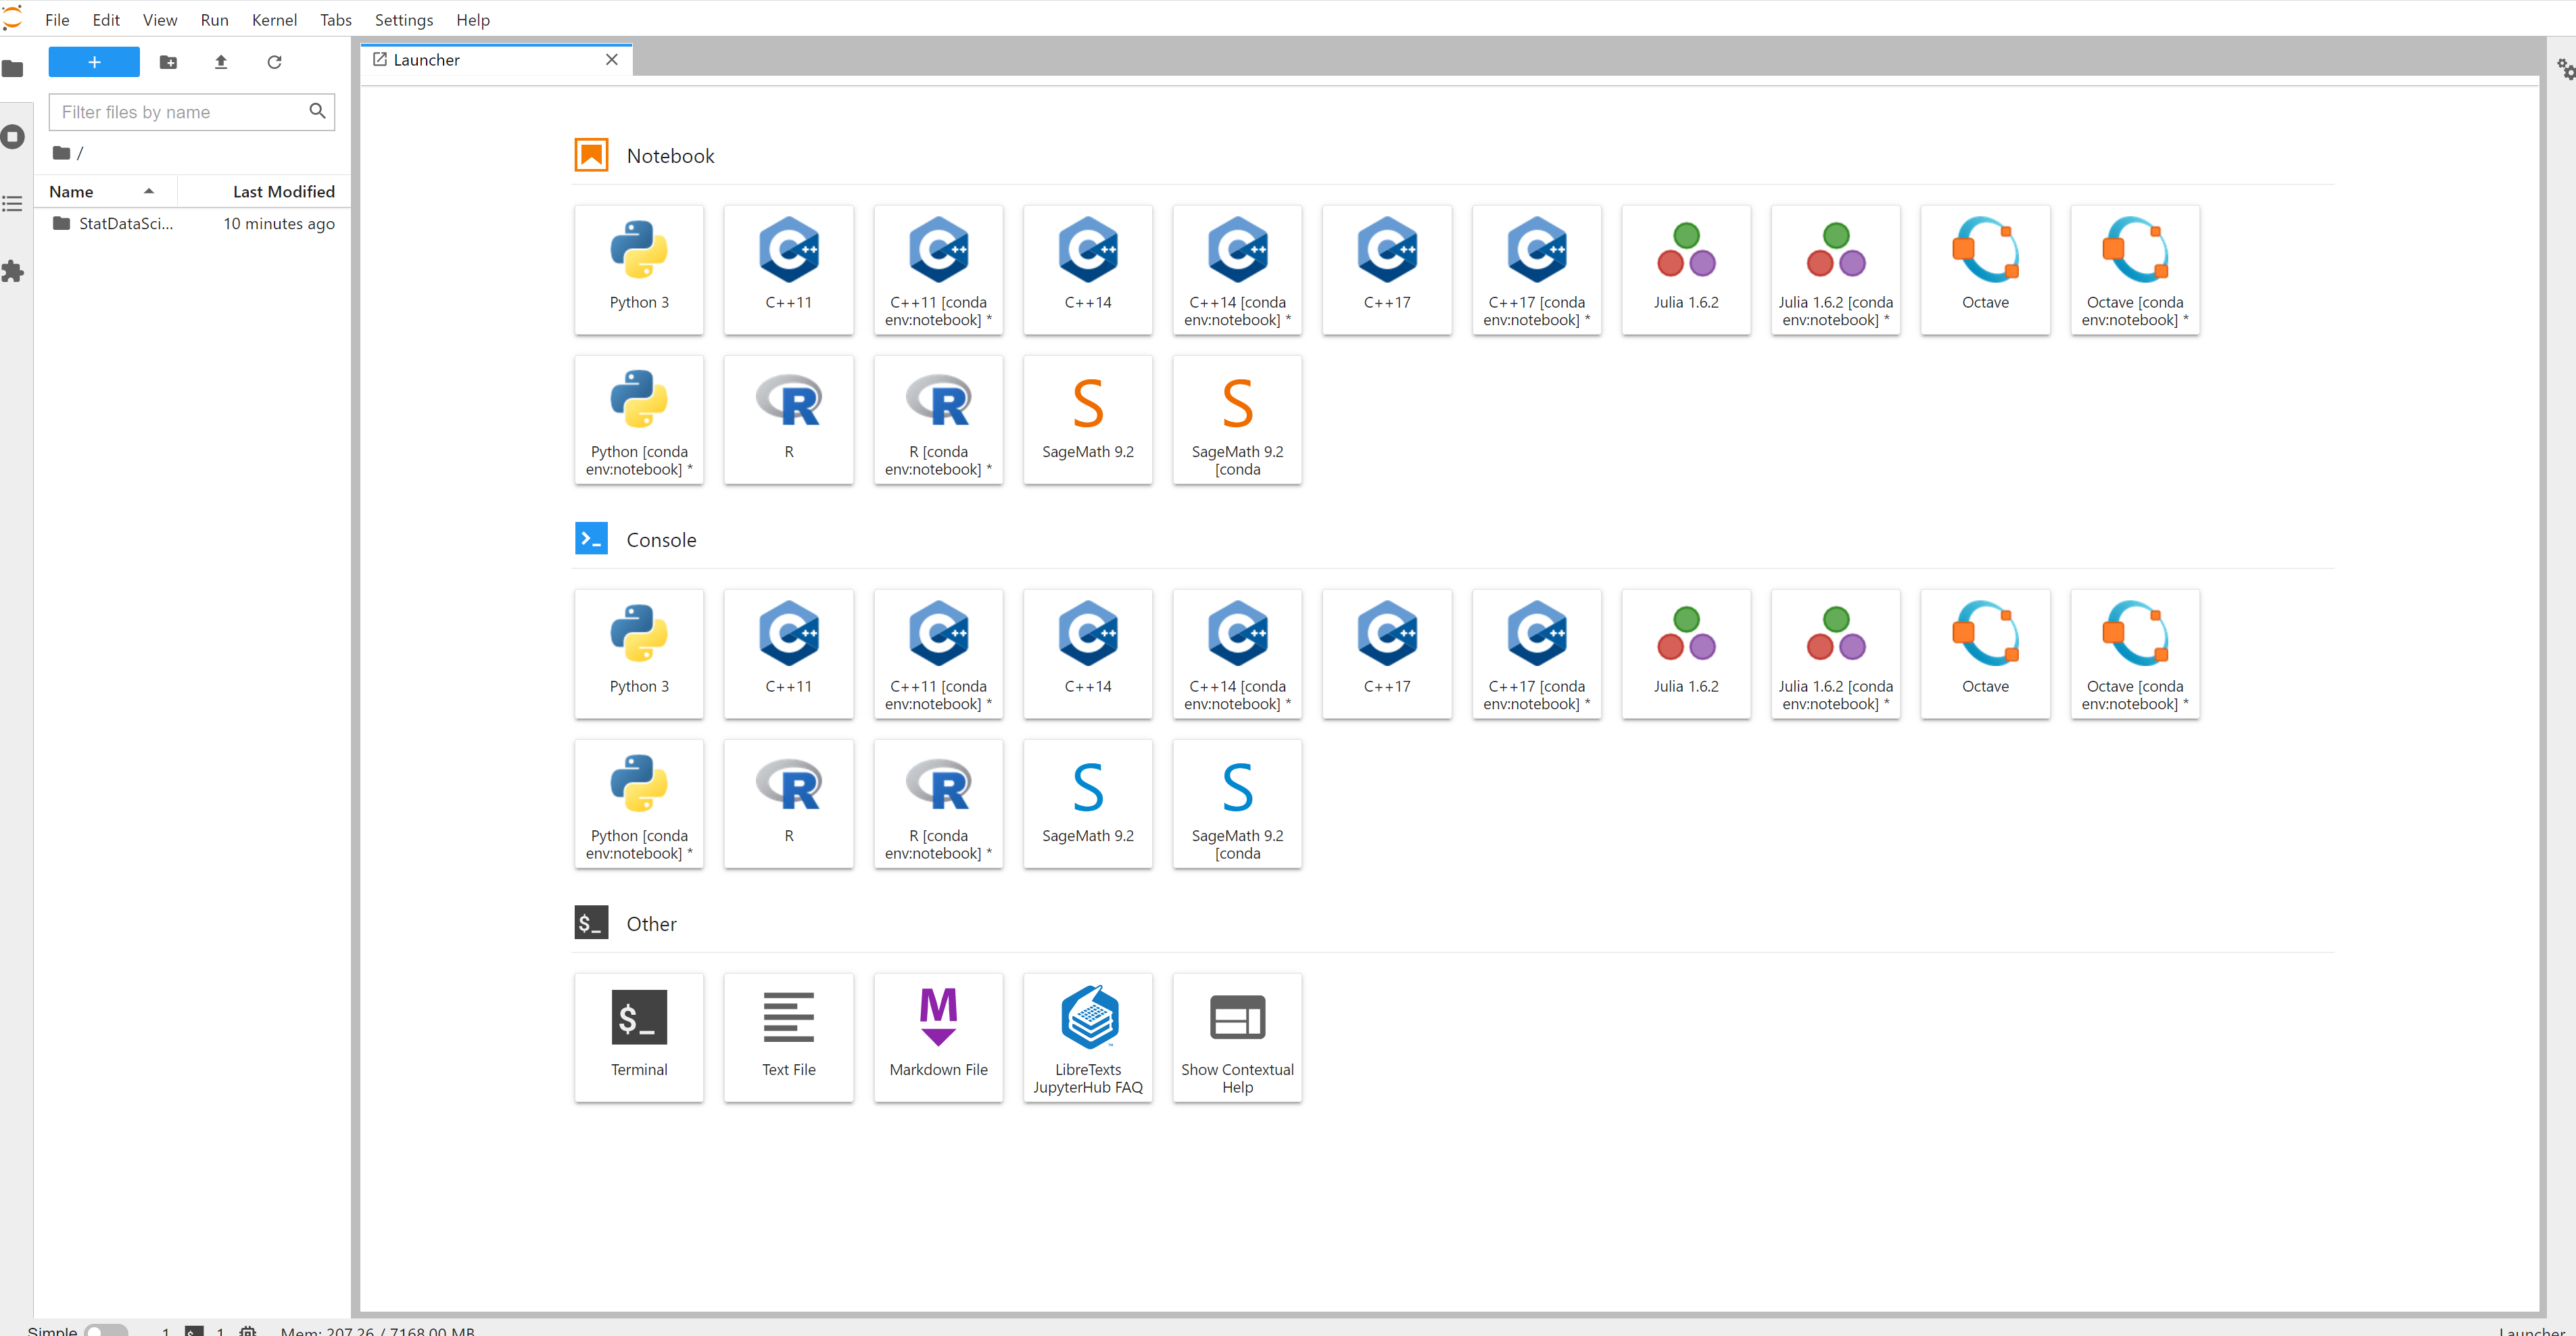 File Edit View Run Kernel Tabs Settings Help
+
Launcher
Filter files by name
/
Name Last Modified
StatDataSci... 10 minutes ago
Notebook
Python 3
C++11
C++11 [conda
env:notebook] *
C++14
C++14 [conda
env:notebook] *
C++17
C++17 [conda
env:notebook] *
Julia 1.6.2
Julia 1.6.2 [conda
env:notebook] *
Octave
Octave [conda
env:notebook] *
Python [conda
env:notebook] *
R
R [conda
env:notebook] *
S
SageMath 9.2
S
SageMath 9.2
[conda
Console
Python 3
C++11
C++11 [conda
env:notebook] *
C++14
C++14 [conda
env:notebook] *
C++17
C++17 [conda
env:notebook] *
Julia 1.6.2
Julia 1.6.2 [conda
env:notebook] *
Octave
Octave [conda
env:notebook] *
Python [conda
env:notebook] *
R
R [conda
env:notebook] *
S
SageMath 9.2
S
SageMath 9.2
[conda
$_ Other
$_
Terminal
Text File
M
Markdown File
LibreTexts
JupyterHub FAQ
Show Contextual
Help
Simple 1 1 Mem: 207.26 / 7168.00 MB Launcher